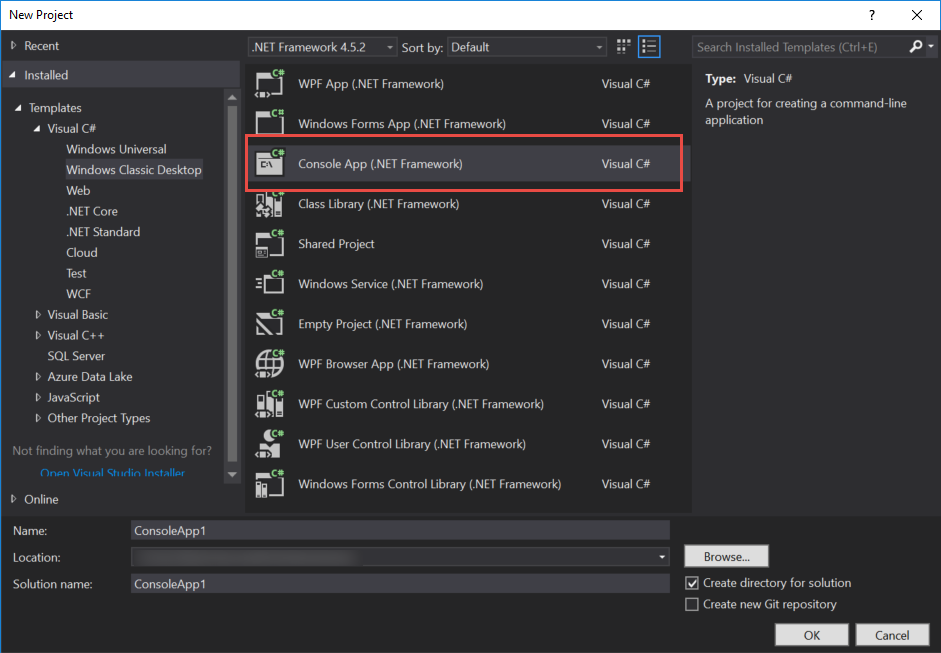 New Project
?
Recent
.NET Framework 4.5.2
Sort by:
Default
Search Installed Templates (Ctrl+E)
Installed
Templates
Visual C#
Windows Universal
Windows Classic Desktop
Web
.NET Core
.NET Standard
Cloud
Test
WCF
Visual Basic
Visual C++
SQL Server
Azure Data Lake
JavaScript
Other Project Types
Not finding what you are looking for?
Open Visual Studio Installer
Online
C# WPF App (.NET Framework) Visual C#
C# Windows Forms App (.NET Framework) Visual C#
C# C:\ Console App (.NET Framework) Visual C#
C# Class Library (.NET Framework) Visual C#
C# Shared Project Visual C#
C# Windows Service (.NET Framework) Visual C#
C# Empty Project (.NET Framework) Visual C#
C# WPF Browser App (.NET Framework) Visual C#
C# WPF Custom Control Library (.NET Framework) Visual C#
C# WPF User Control Library (.NET Framework) Visual C#
C# Windows Forms Control Library (.NET Framework) Visual C#
Type: Visual C#
A project for creating a command-line
application
Name: ConsoleApp1
Location:
Browse...
Solution name: ConsoleApp1
Create directory for solution
Create new Git repository
OK
Cancel